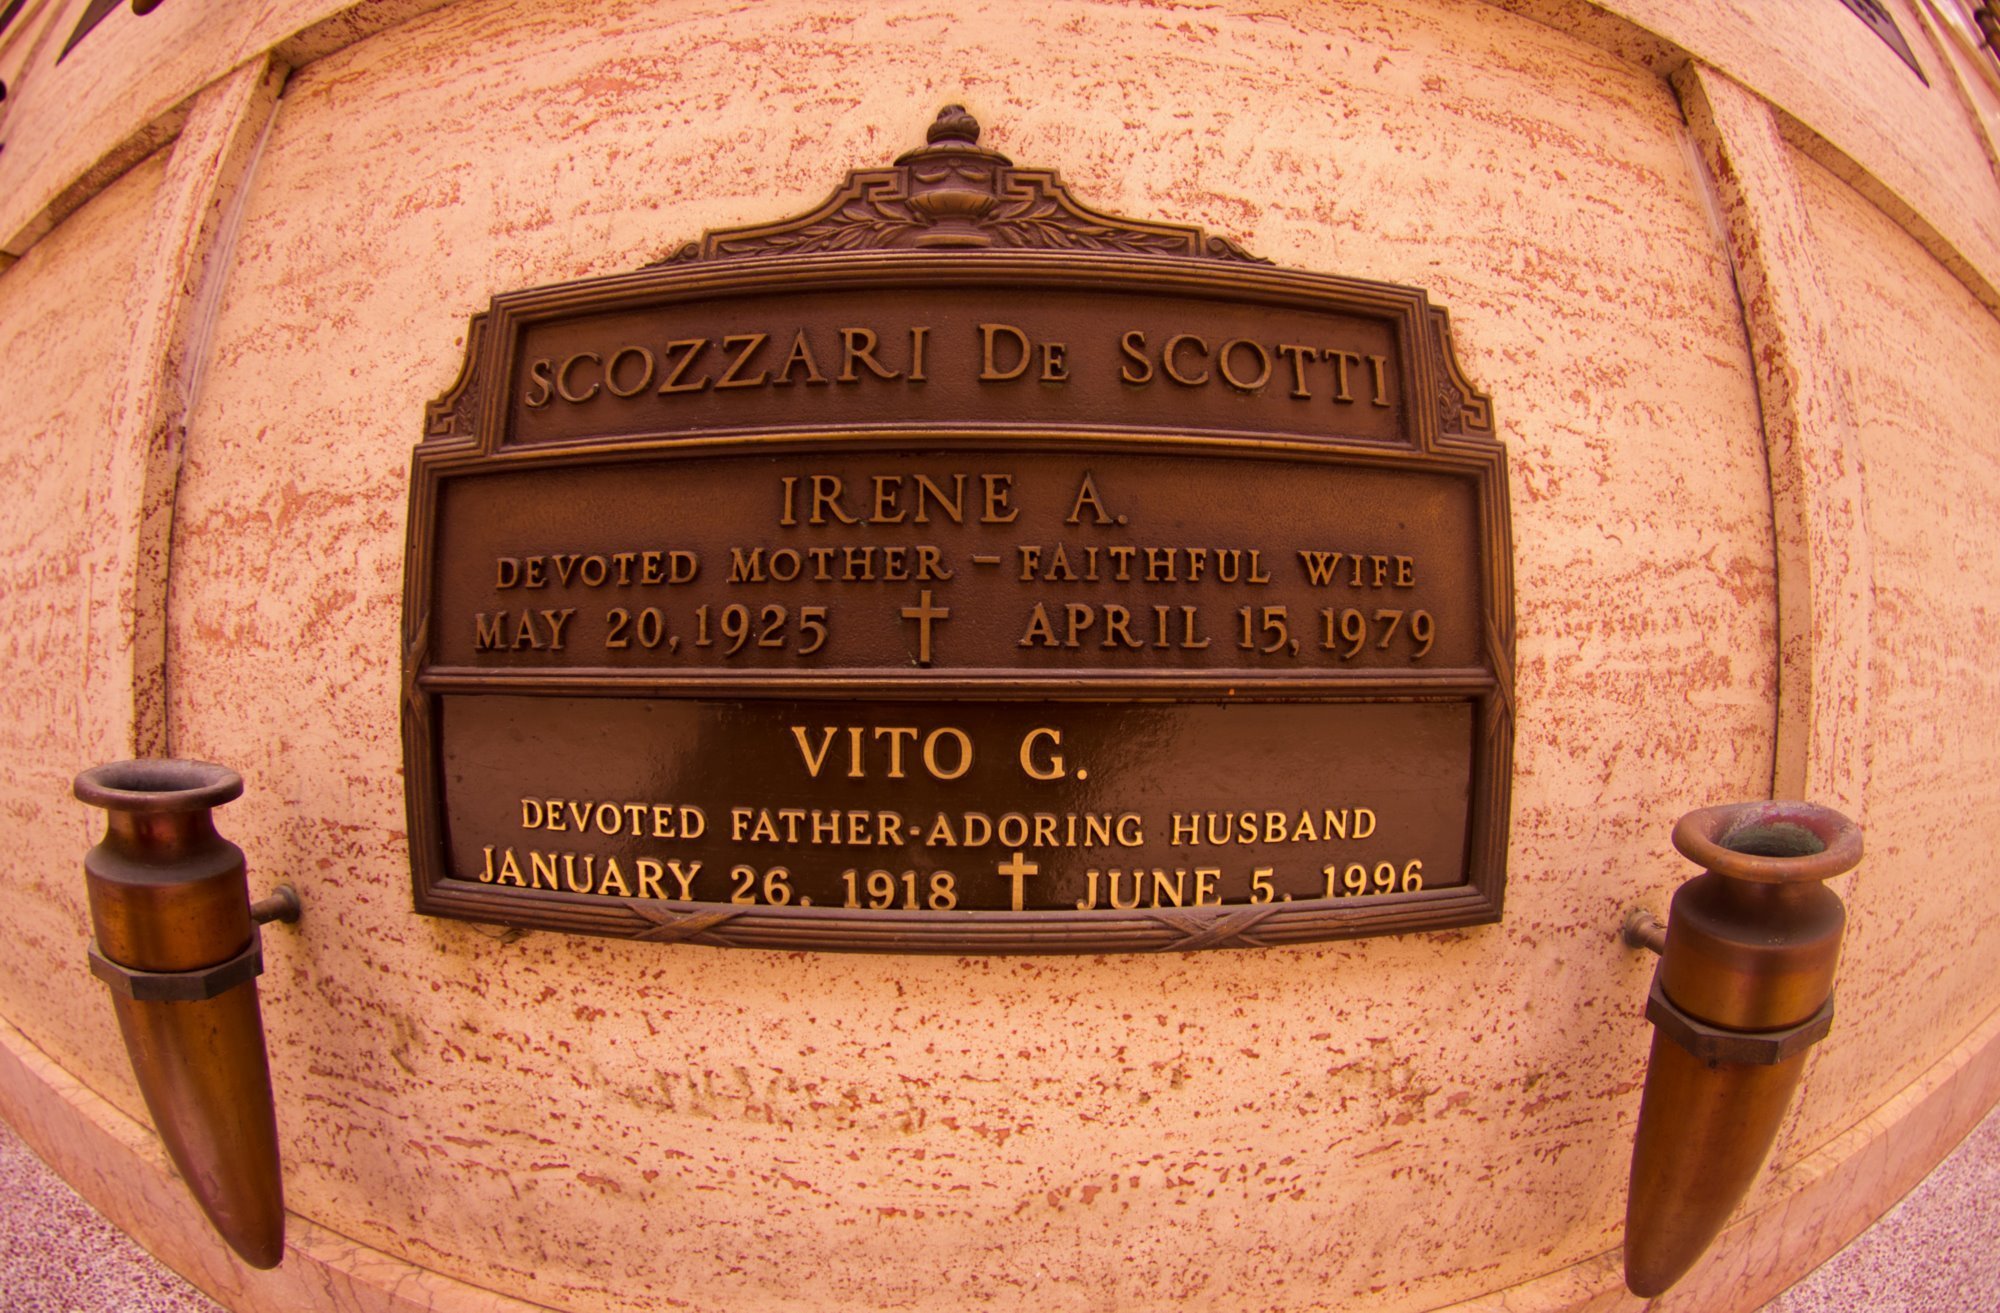 SCOZZARI DE SCOTTI
IRENE A.
DEVOTED MOTHER – FAITHFUL WIFE
MAY 20, 1925 ✝ APRIL 15, 1979
VITO G.
DEVOTED FATHER-ADORING HUSBAND
JANUARY 26, 1918 ✝ JUNE 5, 1996